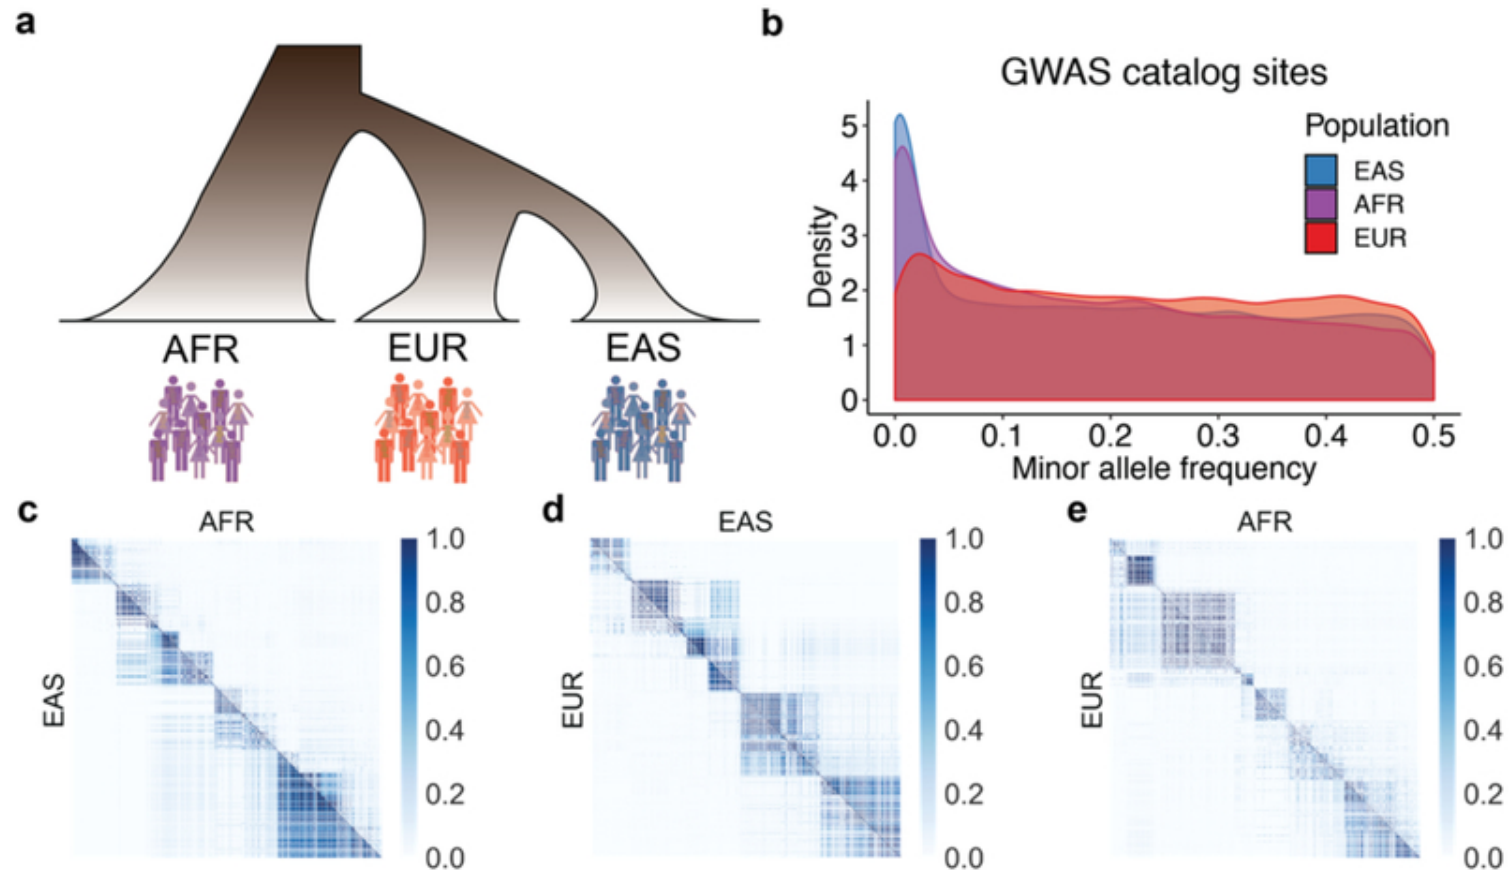 a
AFR
EUR
EAS
b
GWAS catalog sites
Density
5
4
3
2
1
0
Population
EAS
AFR
EUR
0.0 0.1 0.2 0.3 0.4 0.5
Minor allele frequency
c
AFR
EAS
1.0
0.8
0.6
0.4
0.2
0.0
d
EAS
EUR
1.0
0.8
0.6
0.4
0.2
0.0
e
AFR
EUR
1.0
0.8
0.6
0.4
0.2
0.0